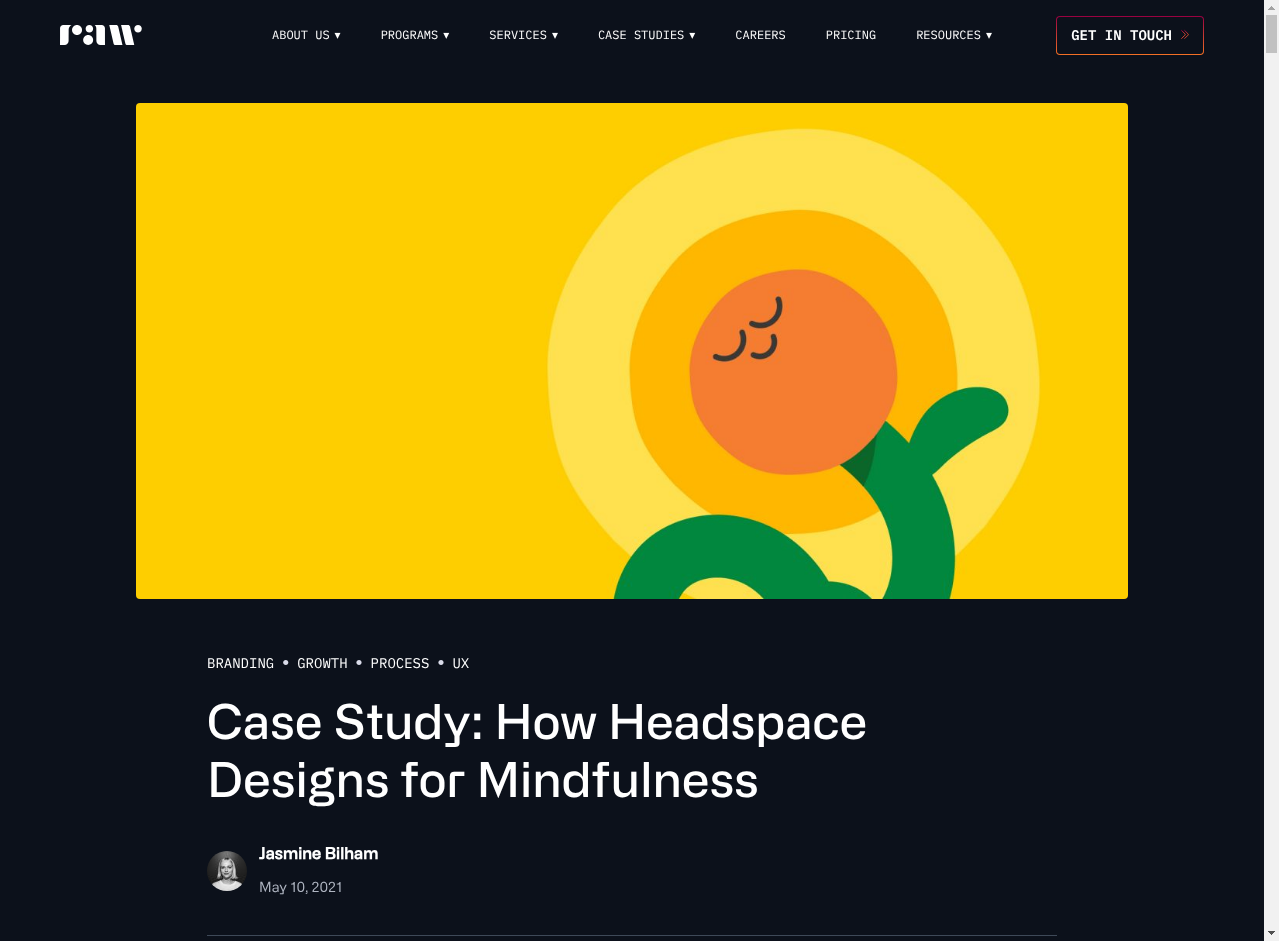 raw
ABOUT US ▾
PROGRAMS ▾
SERVICES ▾
CASE STUDIES ▾
CAREERS
PRICING
RESOURCES ▾
GET IN TOUCH
BRANDING • GROWTH • PROCESS • UX
Case Study: How Headspace
Designs for Mindfulness
Jasmine Bilham
May 10, 2021